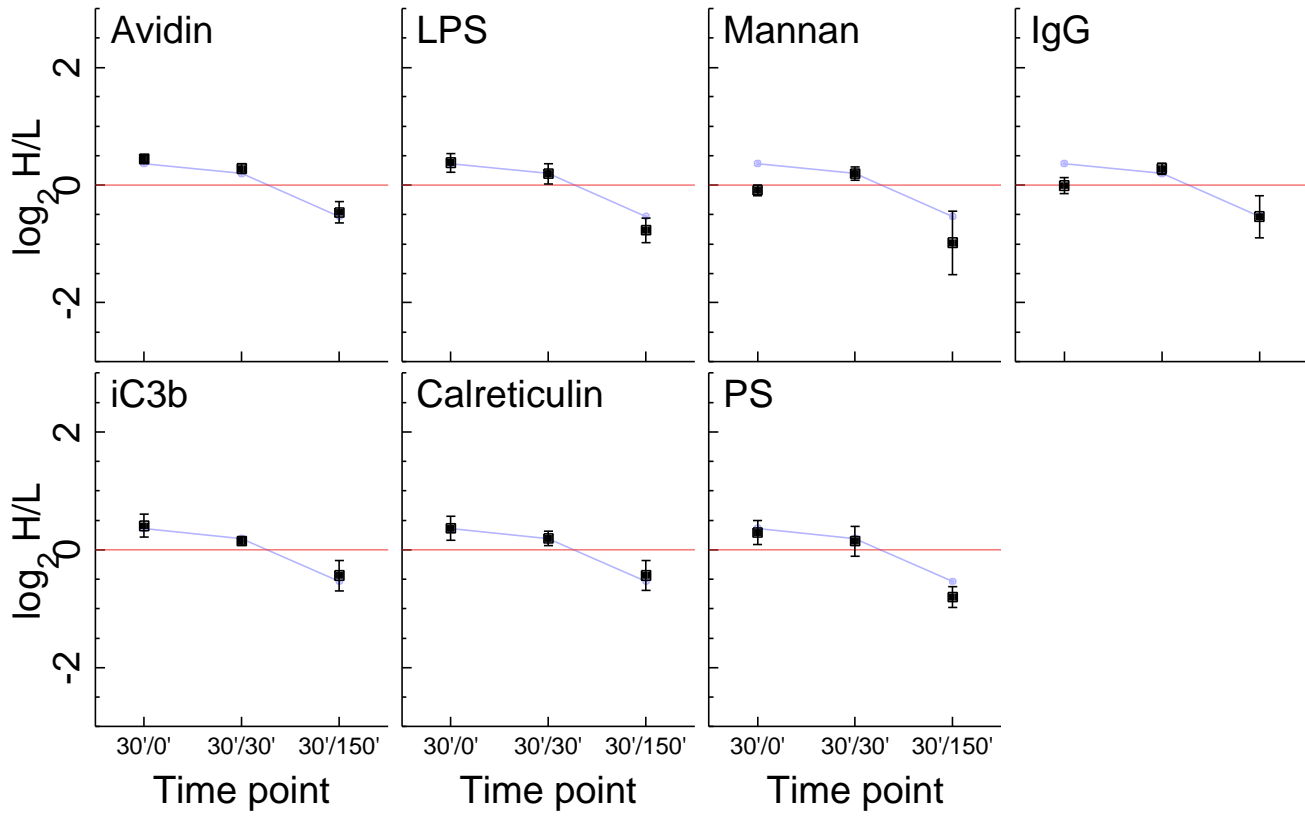 Avidin
LPS
Mannan
IgG
log2 H/L
2
0
-2
iC3b
Calreticulin
PS
log2 H/L
2
0
-2
30'/0' 30'/30' 30'/150'
30'/0' 30'/30' 30'/150'
30'/0' 30'/30' 30'/150'
Time point
Time point
Time point